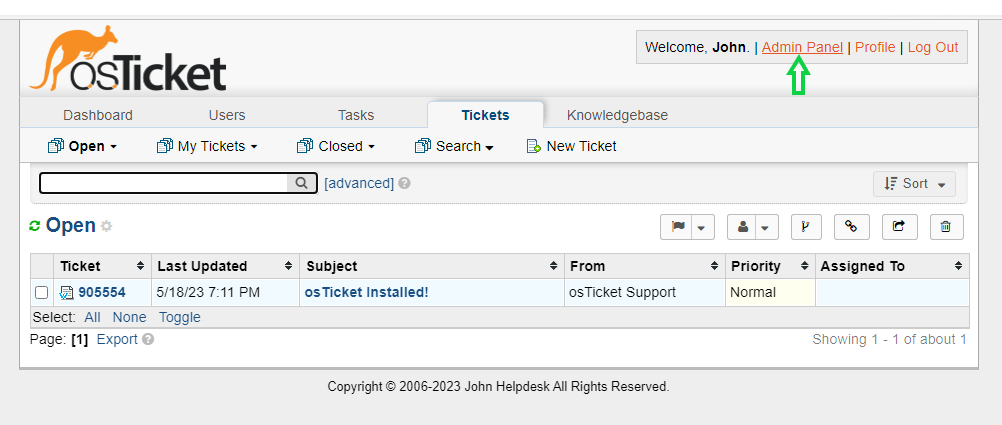 osTicket
Welcome, John. | Admin Panel | Profile | Log Out
Dashboard Users Tasks Tickets Knowledgebase
Open My Tickets Closed Search New Ticket
[advanced] Sort
Open
Ticket Last Updated Subject From Priority Assigned To
905554 5/18/23 7:11 PM osTicket Installed! osTicket Support Normal
Select: All None Toggle
Page: [1] Export Showing 1 - 1 of about 1
Copyright © 2006-2023 John Helpdesk All Rights Reserved.